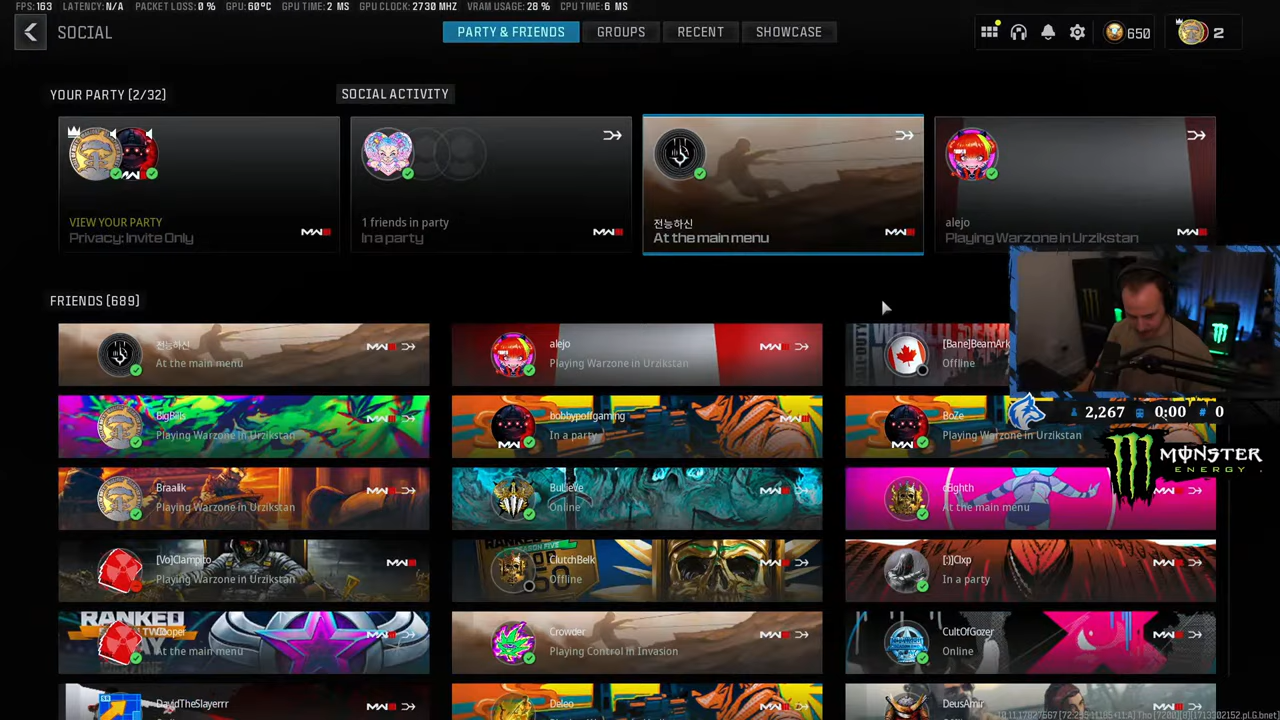 FPS: 163 LATENCY: N/A PACKET LOSS: 0 % GPU: 60°C GPU TIME: 2 MS GPU CLOCK: 2730 MHZ VRAM USAGE: 28 % CPU TIME: 6 MS
SOCIAL
PARTY & FRIENDS GROUPS RECENT SHOWCASE
650 2
YOUR PARTY (2/32) SOCIAL ACTIVITY
VIEW YOUR PARTY
Privacy: Invite Only
1 friends in party
In a party
전능하신
At the main menu
alejo
Playing Warzone in Urzikstan
FRIENDS (689)
전능하신
At the main menu
alejo
Playing Warzone in Urzikstan
[Bane]BeamArk
Offline
BigBills
Playing Warzone in Urzikstan
bobbypoffgaming
In a party
BoZe
Playing Warzone in Urzikstan
2,267 0:00 0
MONSTER
ENERGY
Braalik
Playing Warzone in Urzikstan
BuLieve
Online
cEighth
At the main menu
[Vo]Clampito
Playing Warzone in Urzikstan
ClutchBelk
Offline
[:)]Clxp
In a party
RANKED
Cooper
At the main menu
Crowder
Playing Control in Invasion
CultOfGozer
Online
DavidTheSlayerrr
Deleo
DeusAmir